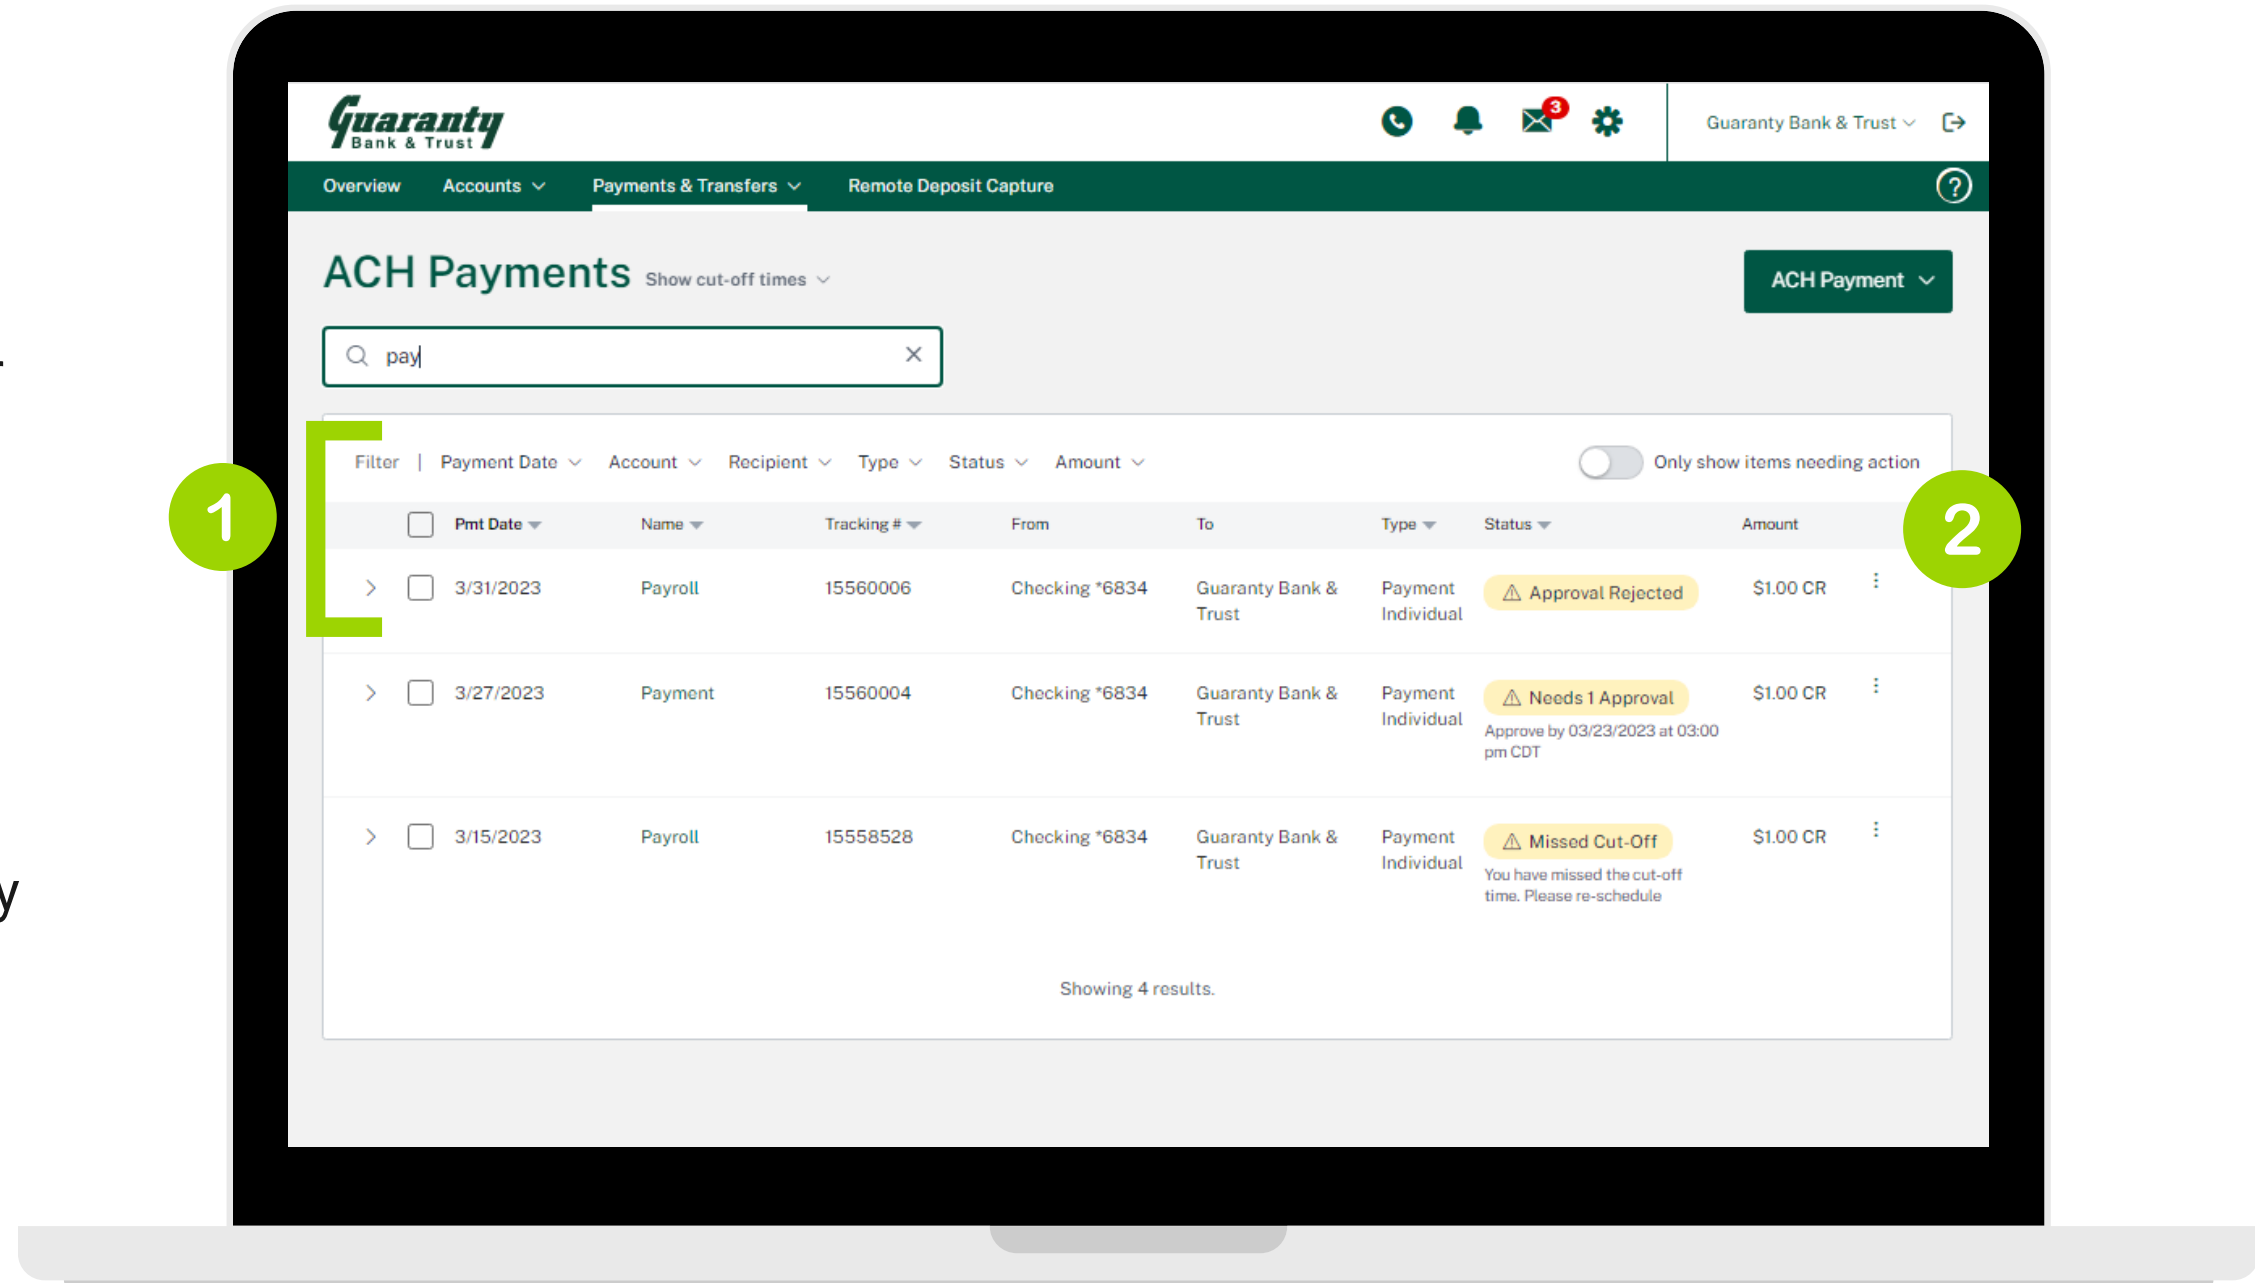 Guaranty
Bank & Trust
3
Guaranty Bank & Trust
Overview Accounts Payments & Transfers Remote Deposit Capture ?
ACH Payments Show cut-off times ACH Payment
pay
Filter | Payment Date Account Recipient Type Status Amount Only show items needing action
1
2
Pmt Date Name Tracking # From To Type Status Amount
3/31/2023 Payroll 15560006 Checking *6834 Guaranty Bank & Payment Approval Rejected $1.00 CR
Trust Individual
3/27/2023 Payment 15560004 Checking *6834 Guaranty Bank & Payment Needs 1 Approval $1.00 CR
Trust Individual
Approve by 03/23/2023 at 03:00
pm CDT
3/15/2023 Payroll 15558528 Checking *6834 Guaranty Bank & Payment Missed Cut-Off $1.00 CR
Trust Individual
You have missed the cut-off
time. Please re-schedule
y
Showing 4 results.